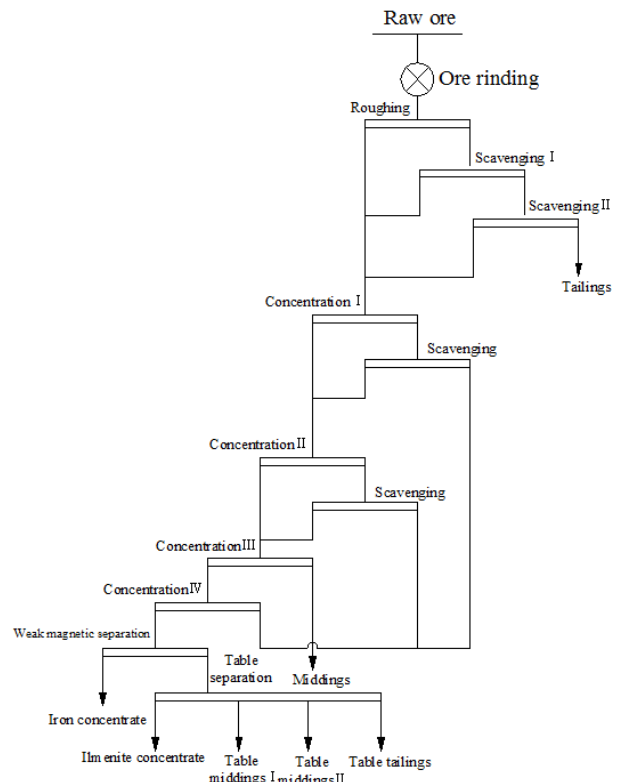 Raw ore
Ore rinding
Roughing
Scavenging I
Scavenging II
Tailings
Concentration I
Scavenging
Concentration II
Scavenging
Concentration III
Concentration IV
Weak magnetic separation
Table
separation
Middings
Iron concentrate
Ilmenite concentrate
Table
middings I
Table
middings II
Table tailings